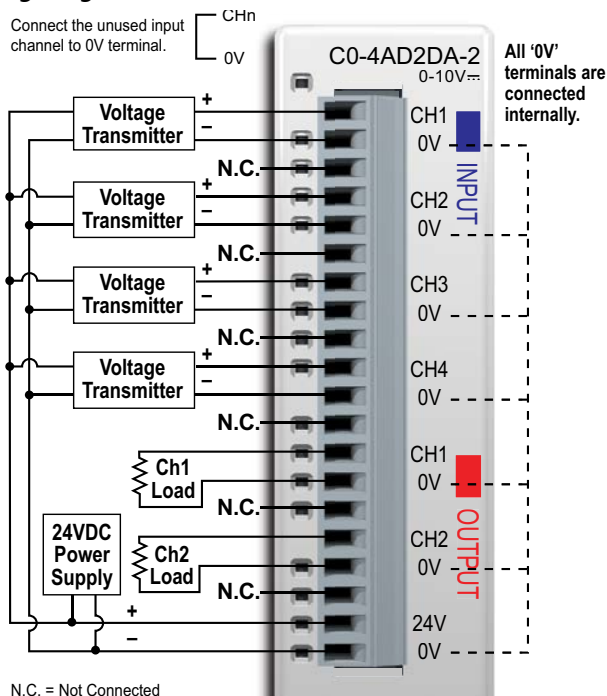 Connect the unused input
channel to 0V terminal.
CHn
0V
C0-4AD2DA-2
0-10V⎓
All ‘0V’
terminals are
connected
internally.
Voltage
Transmitter
+
–
CH1
0V
N.C.
INPUT
Voltage
Transmitter
+
–
CH2
0V
N.C.
Voltage
Transmitter
+
–
CH3
0V
N.C.
Voltage
Transmitter
+
–
CH4
0V
N.C.
Ch1
Load
CH1
0V
N.C.
OUTPUT
24VDC
Power
Supply
Ch2
Load
CH2
0V
N.C.
+
–
24V
0V
N.C. = Not Connected